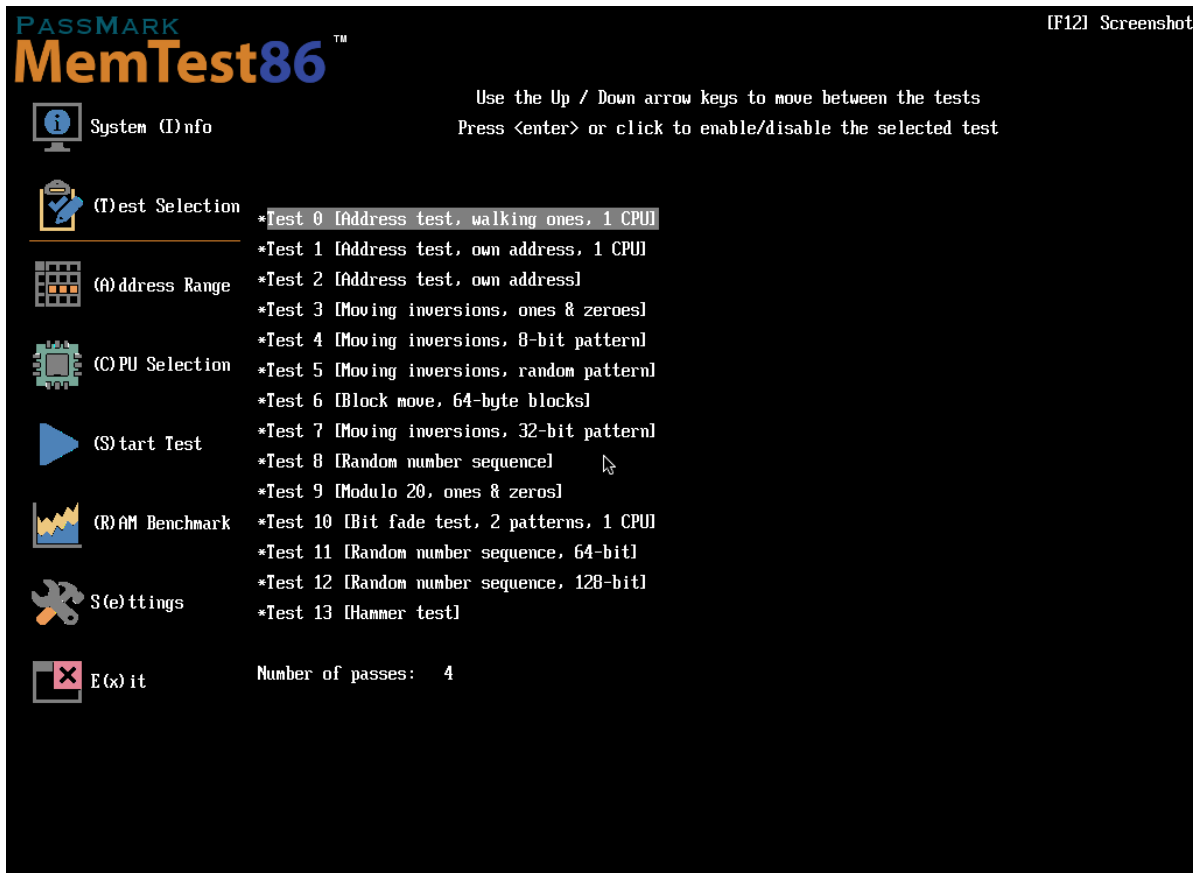 PASSMARK
MemTest86 ™
[F12] Screenshot
Use the Up / Down arrow keys to move between the tests
Press <enter> or click to enable/disable the selected test
System (I)nfo
(T)est Selection
(A)ddress Range
(C)PU Selection
(S)tart Test
(R)AM Benchmark
S(e)ttings
E(x)it
*Test 0 [Address test, walking ones, 1 CPU]
*Test 1 [Address test, own address, 1 CPU]
*Test 2 [Address test, own address]
*Test 3 [Moving inversions, ones & zeroes]
*Test 4 [Moving inversions, 8-bit pattern]
*Test 5 [Moving inversions, random pattern]
*Test 6 [Block move, 64-byte blocks]
*Test 7 [Moving inversions, 32-bit pattern]
*Test 8 [Random number sequence]
*Test 9 [Modulo 20, ones & zeros]
*Test 10 [Bit fade test, 2 patterns, 1 CPU]
*Test 11 [Random number sequence, 64-bit]
*Test 12 [Random number sequence, 128-bit]
*Test 13 [Hammer test]
Number of passes: 4